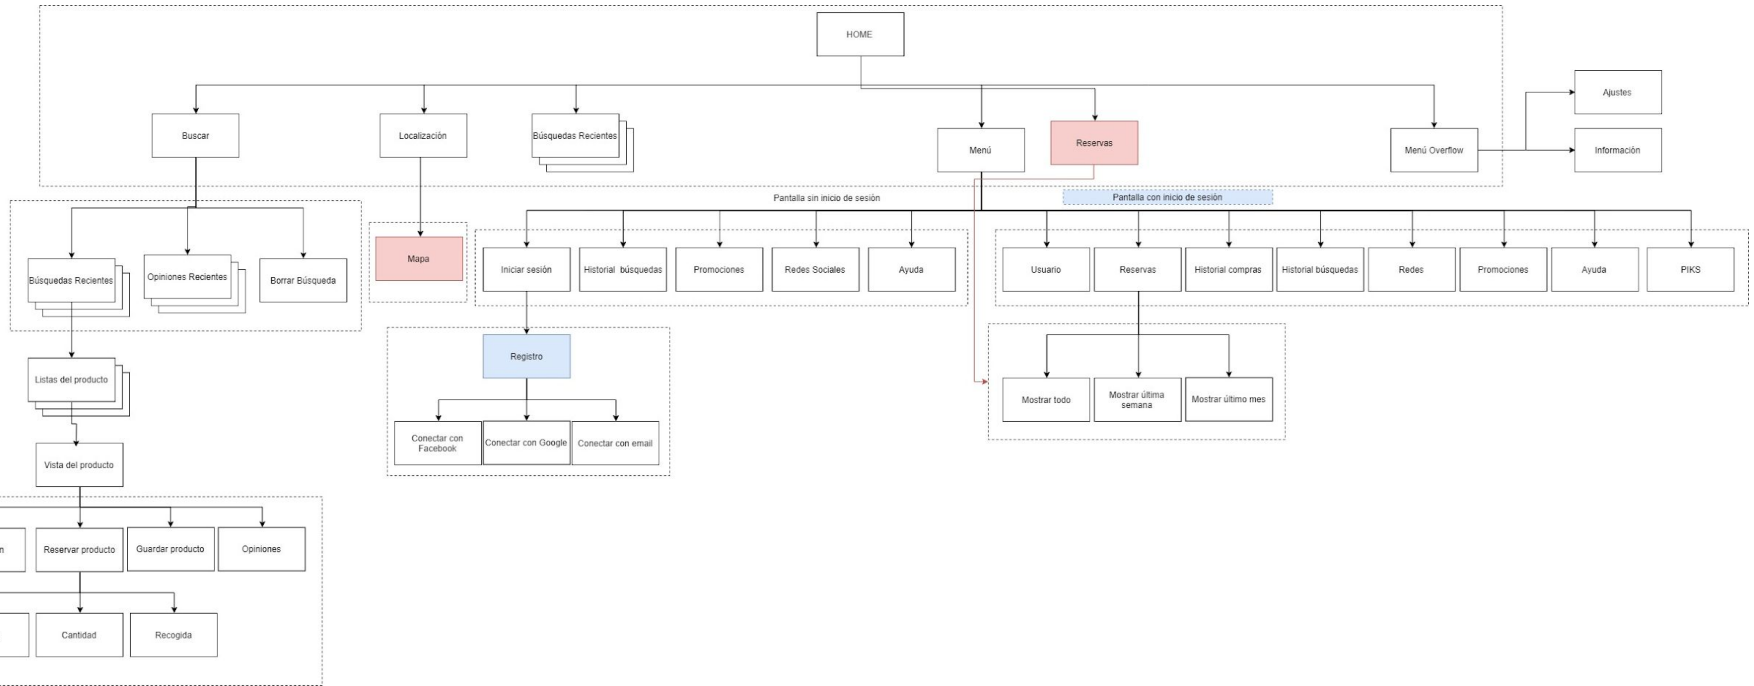 HOME
Ajustes
Buscar
Localización
Búsquedas Recientes
Menú
Reservas
Menú Overflow
Información
Pantalla sin inicio de sesión
Pantalla con inicio de sesión
Búsquedas Recientes
Opiniones Recientes
Borrar Búsqueda
Mapa
Iniciar sesión
Historial búsquedas
Promociones
Redes Sociales
Ayuda
Usuario
Reservas
Historial compras
Historial búsquedas
Redes
Promociones
Ayuda
PIKS
Registro
Listas del producto
Mostrar todo
Mostrar última
semana
Mostrar último mes
Conectar con
Facebook
Conectar con Google
Conectar con email
Vista del producto
n
Reservar producto
Guardar producto
Opiniones
Cantidad
Recogida